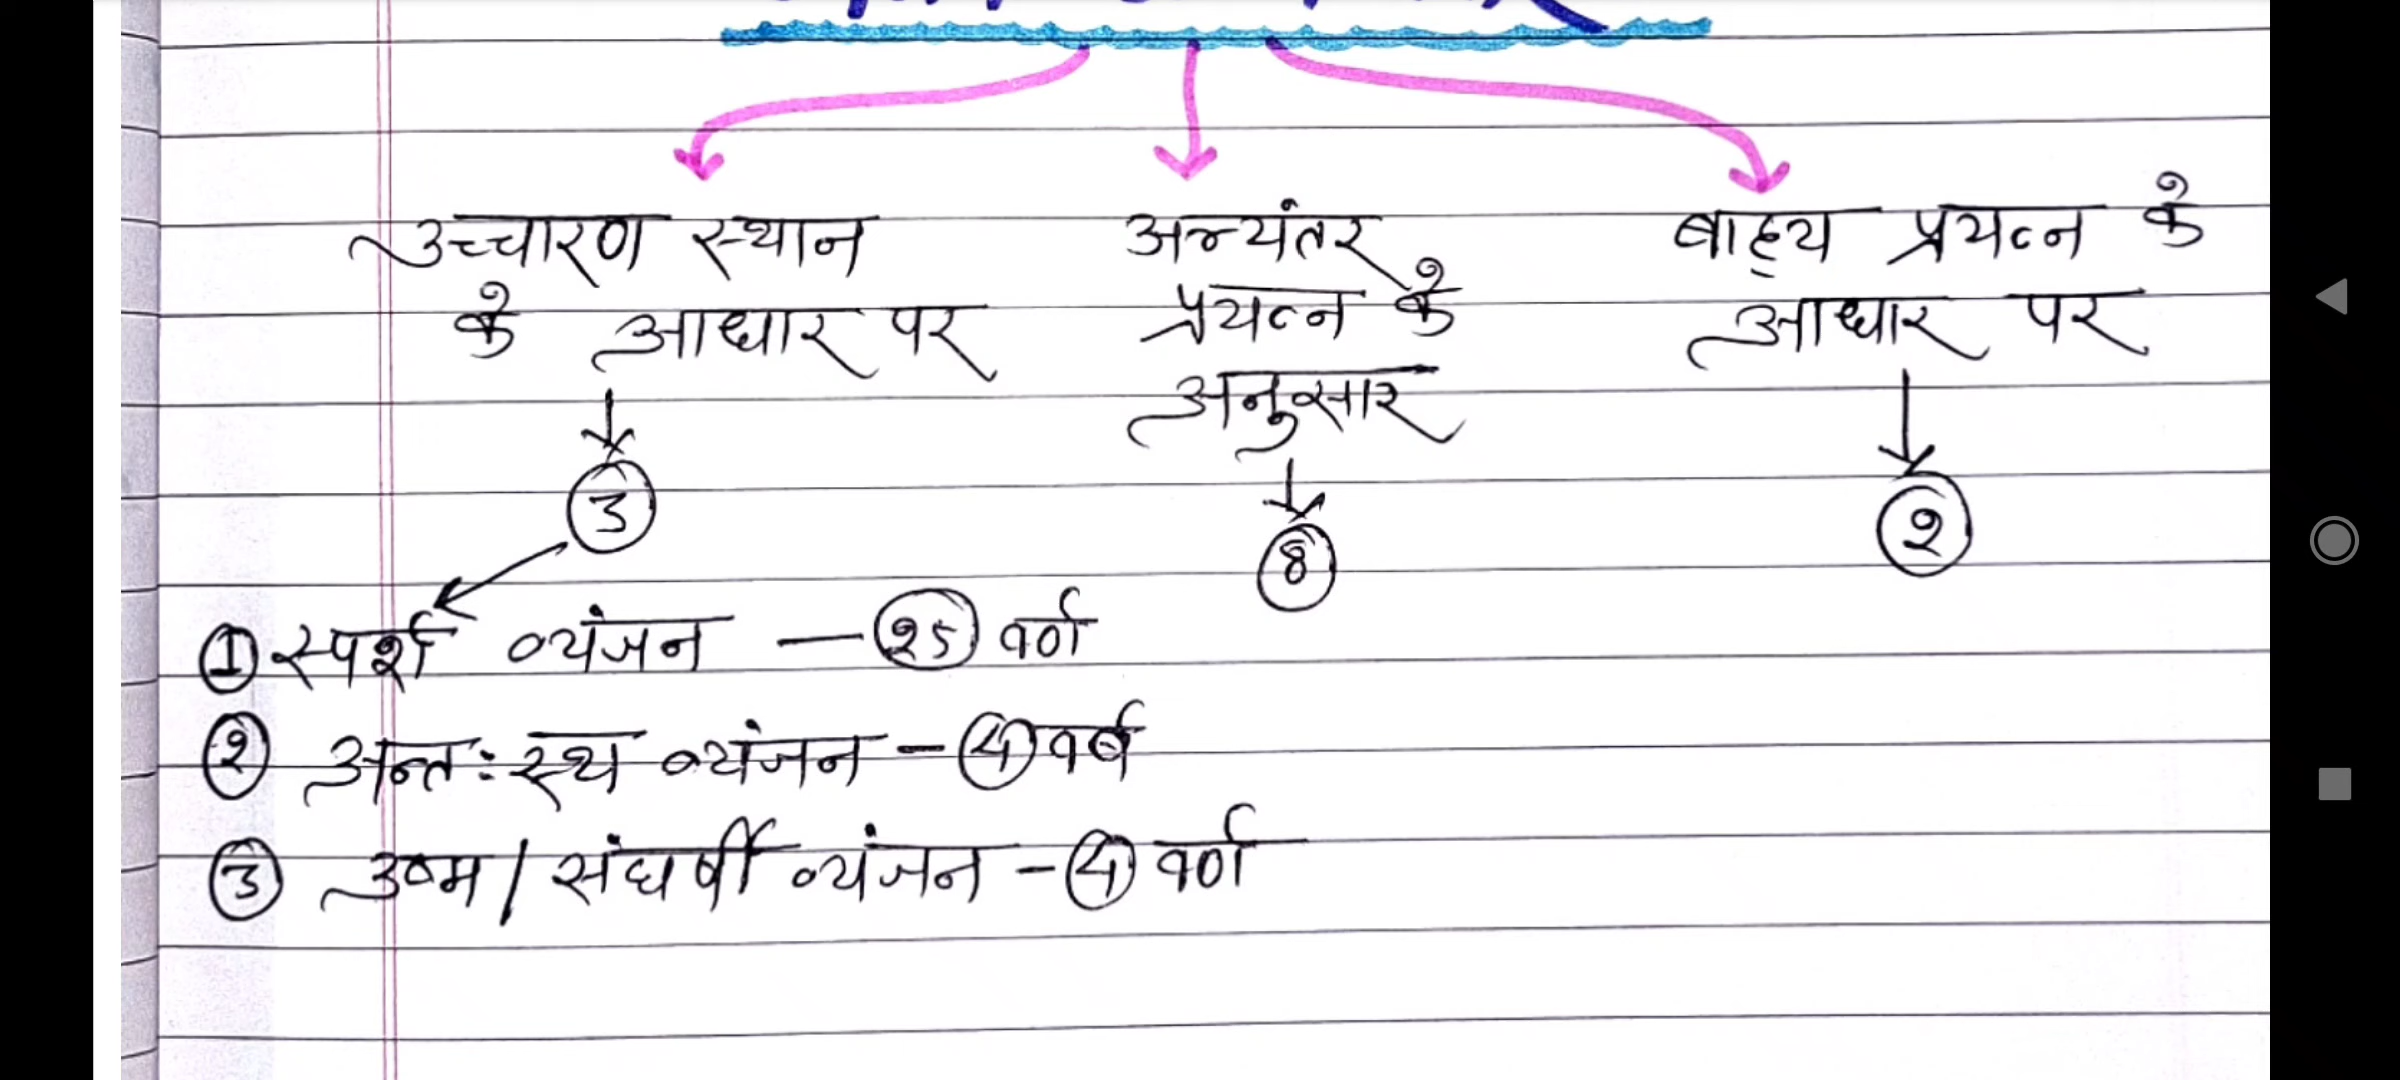 उच्चारण स्थान
के आधार पर
3
अभ्यंतर
प्रयत्न के
अनुसार
8
बाह्य प्रयत्न के
आधार पर
2
1 स्पर्श व्यंजन — 25 वर्ण
2 अन्त:स्थ व्यंजन - 4 वर्ण
3 उष्म / संघर्षी व्यंजन - 4 वर्ण